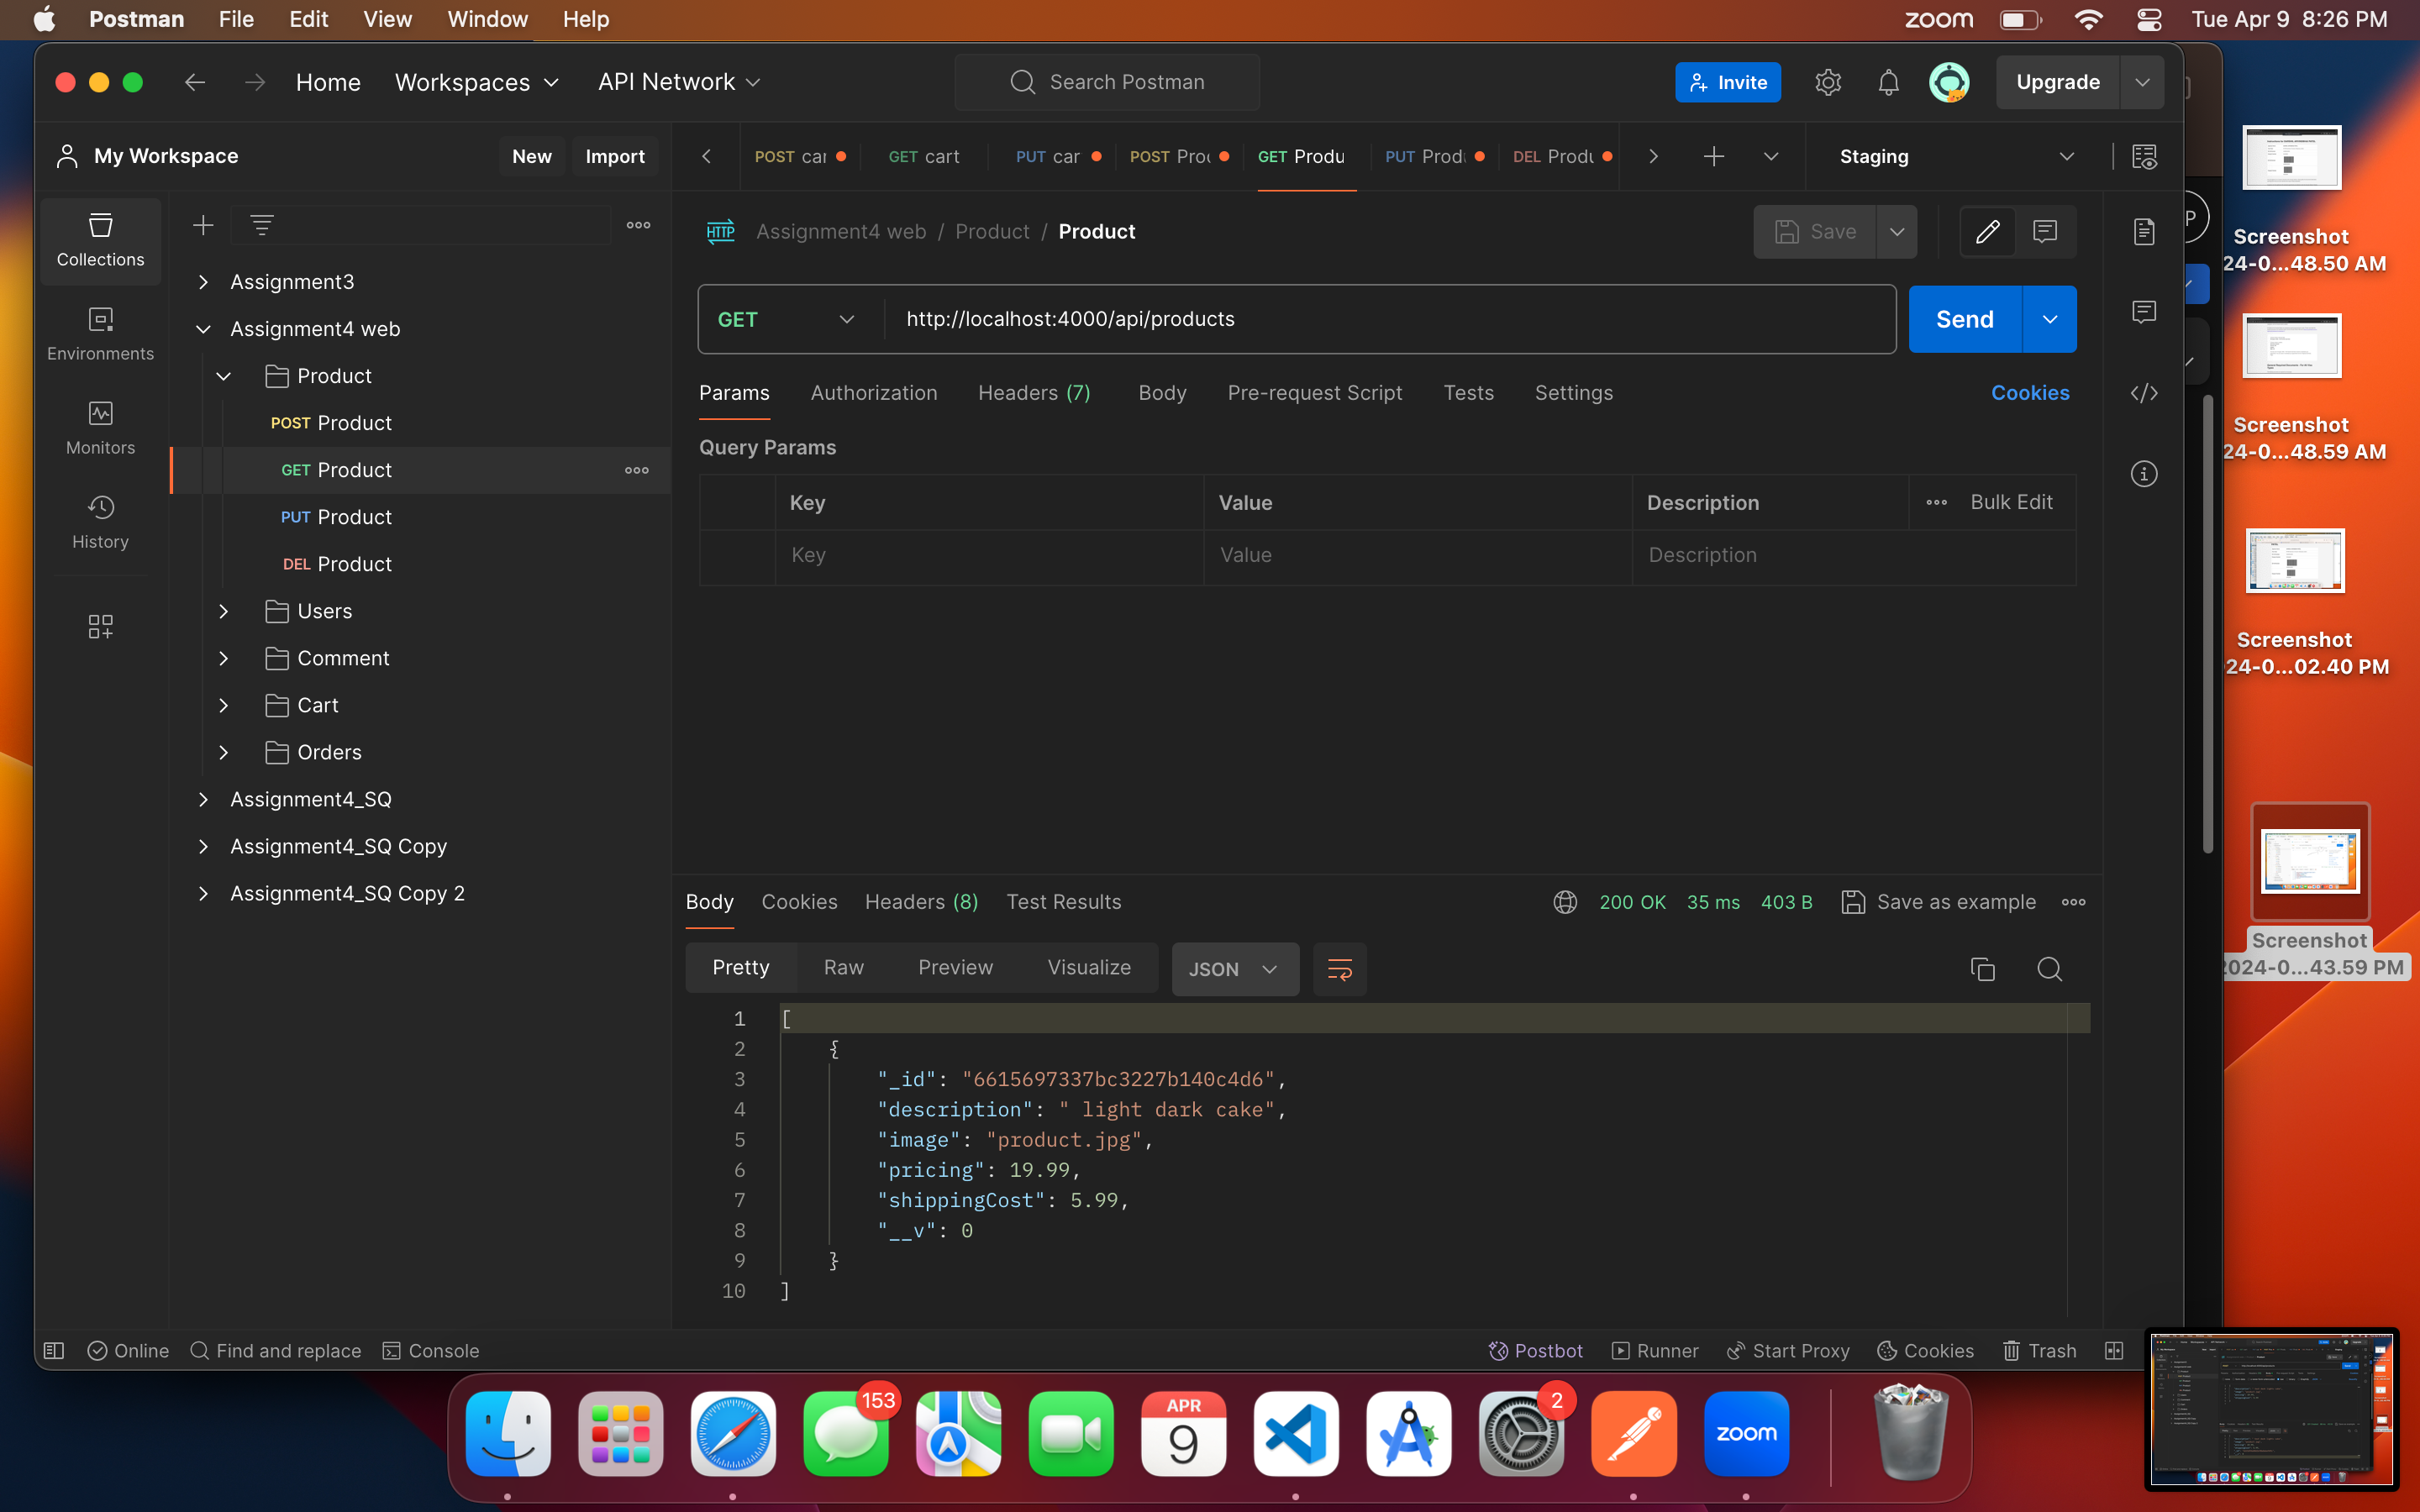 Postman File Edit View Window Help zoom Tue Apr 9 8:26 PM
Home Workspaces API Network Search Postman Invite Upgrade
My Workspace New Import POST car GET cart PUT car POST Pro GET Produ PUT Prod DEL Produ Staging
Collections
Environments
Monitors
History
Assignment3
Assignment4 web
Product
POST Product
GET Product
PUT Product
DEL Product
Users
Comment
Cart
Orders
Assignment4_SQ
Assignment4_SQ Copy
Assignment4_SQ Copy 2
HTTP Assignment4 web / Product / Product Save
GET http://localhost:4000/api/products Send
Params Authorization Headers (7) Body Pre-request Script Tests Settings Cookies
Query Params
Key Value Description Bulk Edit
Key Value Description
Body Cookies Headers (8) Test Results 200 OK 35 ms 403 B Save as example
Pretty Raw Preview Visualize JSON
1 [
2 {
3 "_id": "6615697337bc3227b140c4d6",
4 "description": " light dark cake",
5 "image": "product.jpg",
6 "pricing": 19.99,
7 "shippingCost": 5.99,
8 "__v": 0
9 }
10 ]
Online Find and replace Console Postbot Runner Start Proxy Cookies Trash
P
Screenshot
24-0...48.50 AM
Screenshot
24-0...48.59 AM
Screenshot
24-0...02.40 PM
Screenshot
2024-0...43.59 PM
153
APR
9
2
zoom